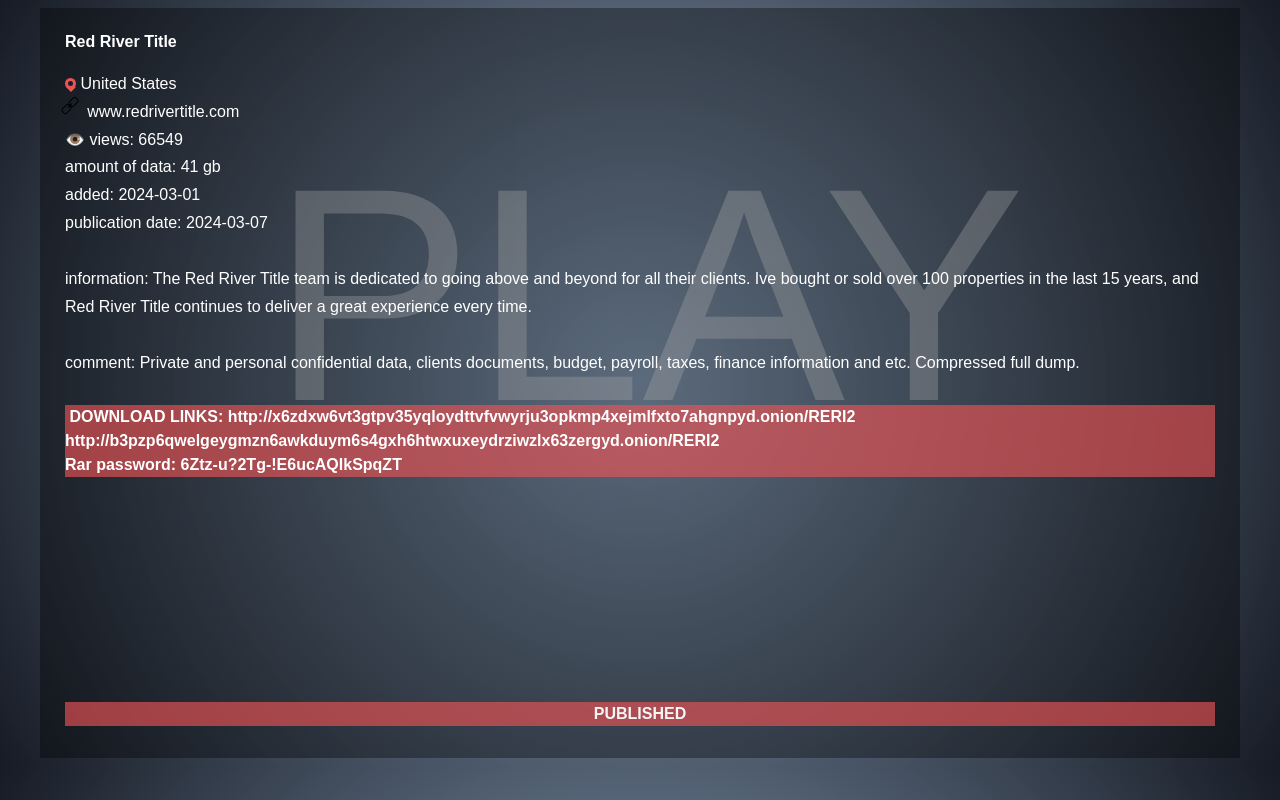 Red River Title
United States
www.redrivertitle.com
views: 66549
amount of data: 41 gb
added: 2024-03-01
publication date: 2024-03-07
PLAY
information: The Red River Title team is dedicated to going above and beyond for all their clients. Ive bought or sold over 100 properties in the last 15 years, and
Red River Title continues to deliver a great experience every time.
comment: Private and personal confidential data, clients documents, budget, payroll, taxes, finance information and etc. Compressed full dump.
DOWNLOAD LINKS: http://x6zdxw6vt3gtpv35yqloydttvfvwyrju3opkmp4xejmlfxto7ahgnpyd.onion/RERI2
http://b3pzp6qwelgeygmzn6awkduym6s4gxh6htwxuxeydrziwzlx63zergyd.onion/RERI2
Rar password:
PUBLISHED